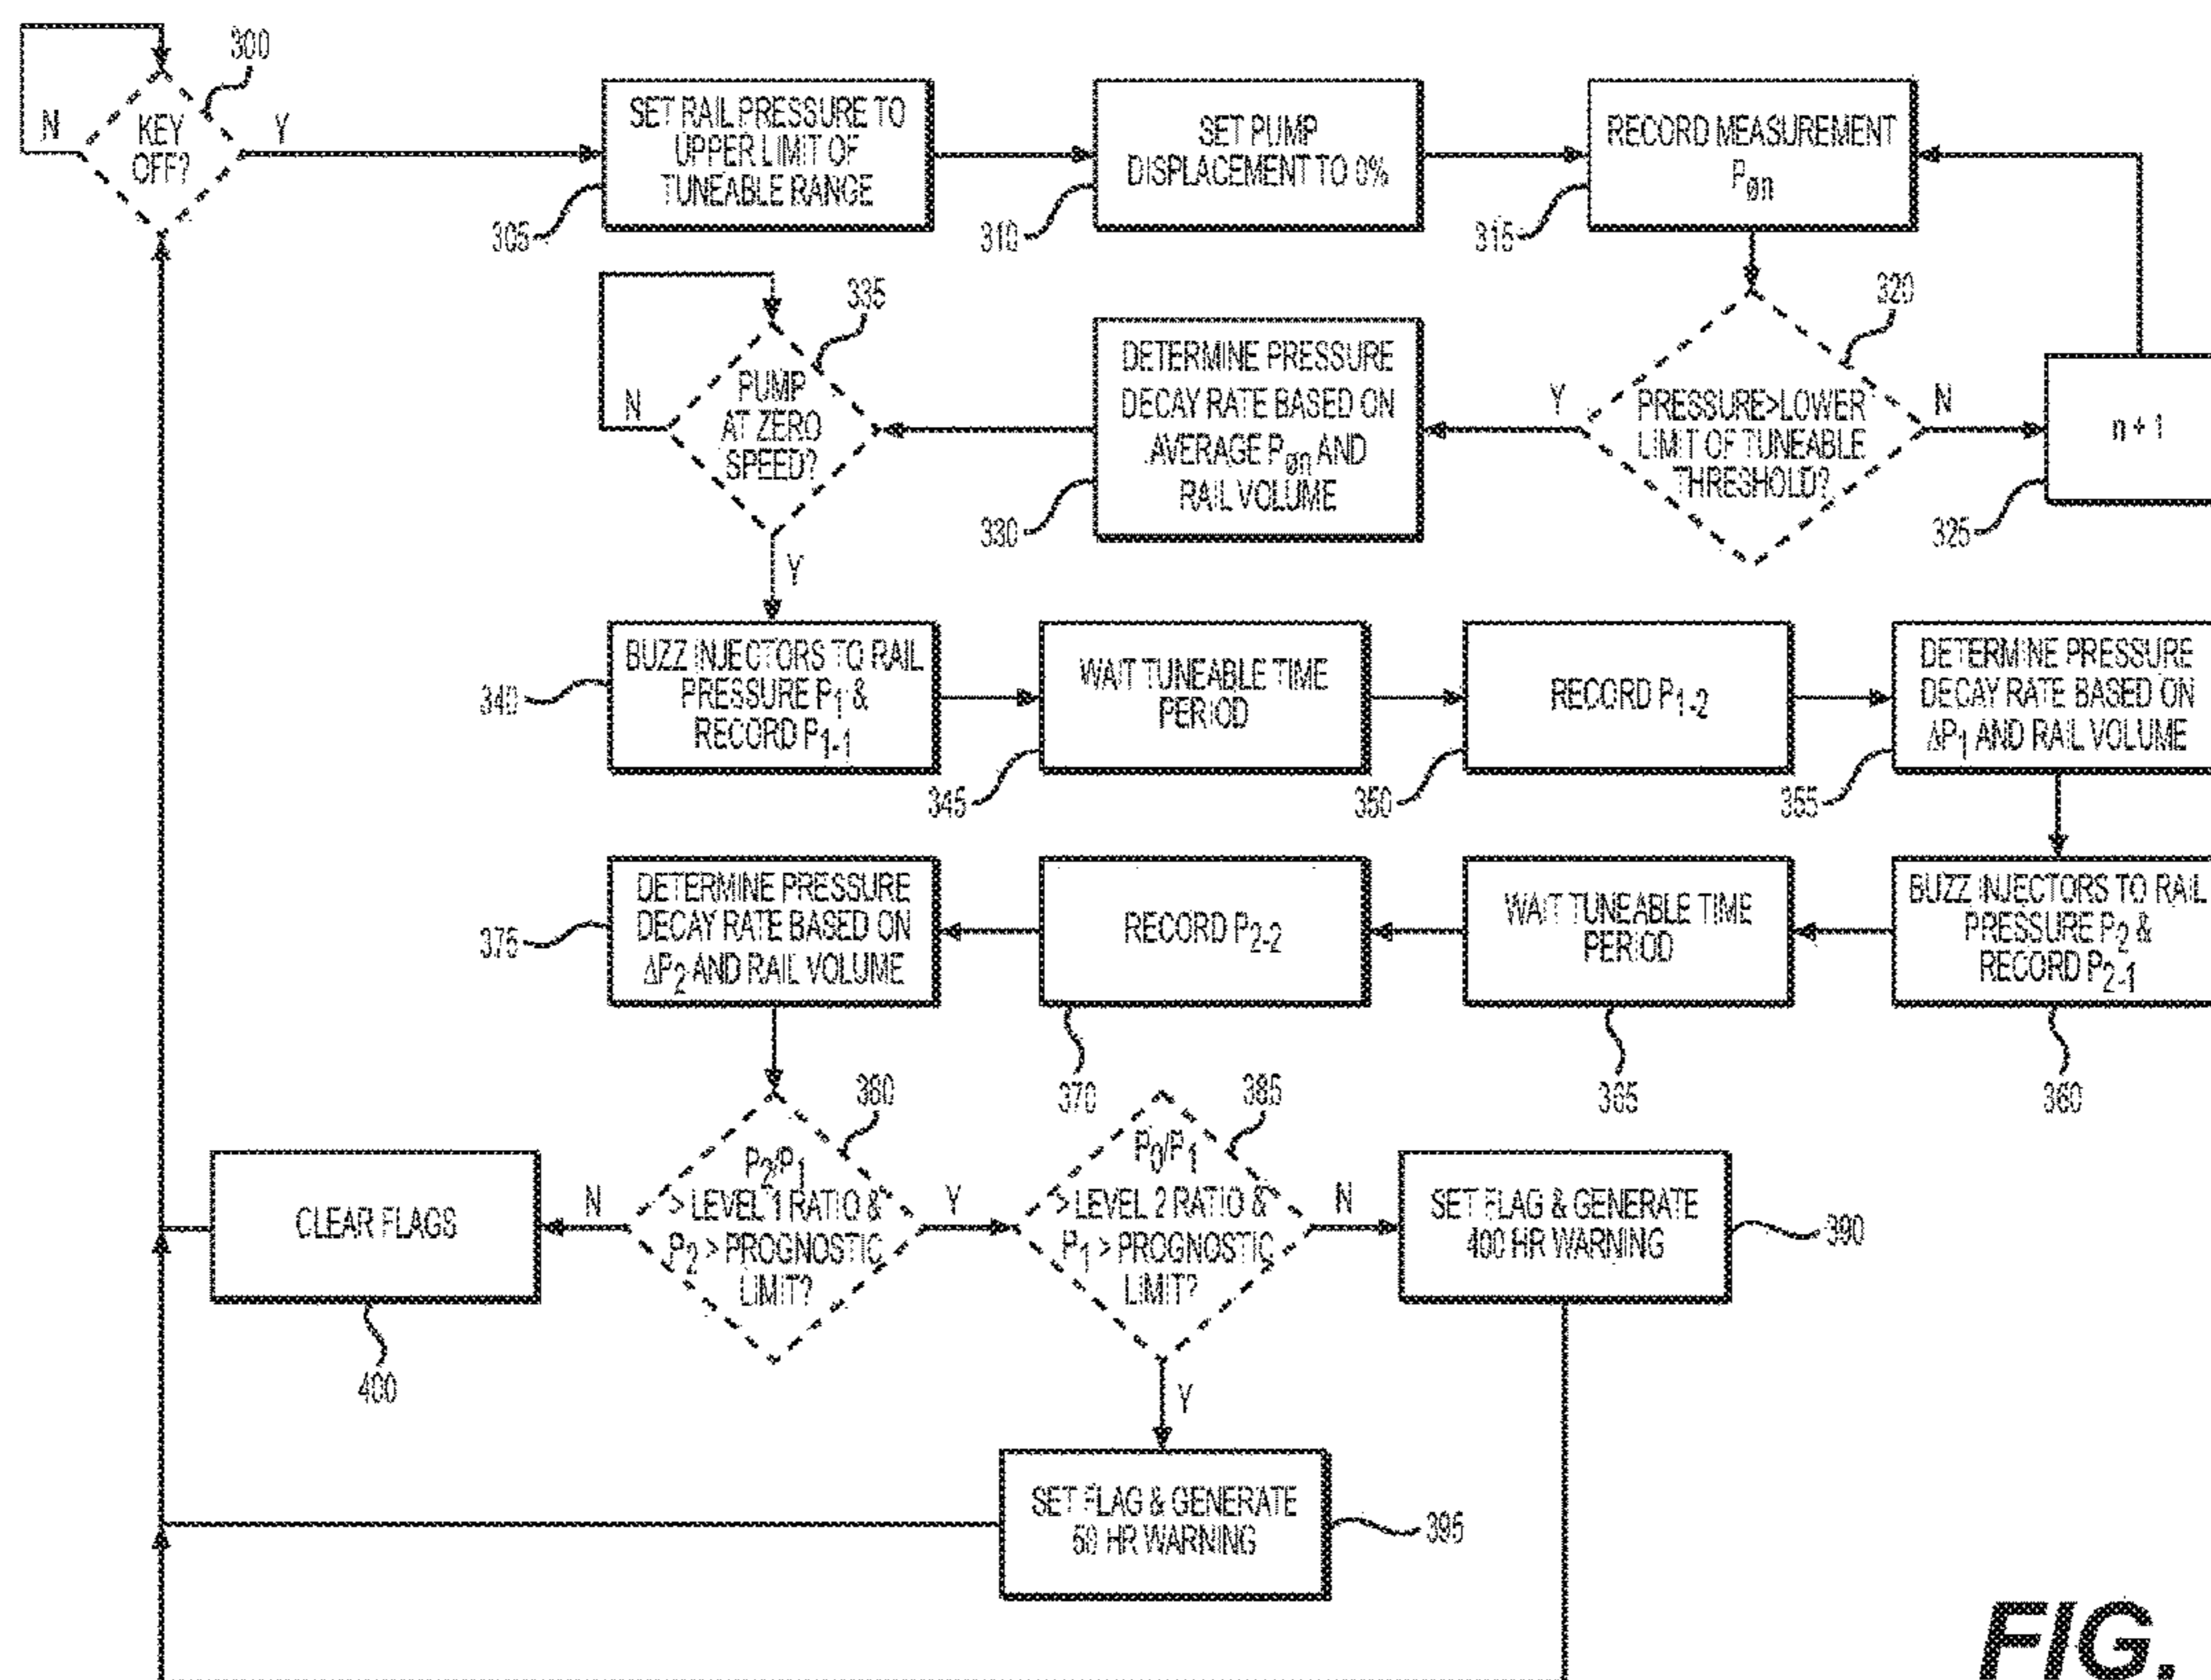 300
N
KEY
OFF?
Y
SET RAIL PRESSURE TO
UPPER LIMIT OF
TUNEABLE RANGE
305
SET PUMP
DISPLACEMENT TO 0%
310
RECORD MEASUREMENT
Pøn
315
335
N
PUMP
AT ZERO
SPEED?
Y
DETERMINE PRESSURE
DECAY RATE BASED ON
AVERAGE Pøn AND
RAIL VOLUME
330
320
Y
PRESSURE>LOWER
LIMIT OF TUNEABLE
THRESHOLD?
N
n + 1
325
BUZZ INJECTORS TO RAIL
PRESSURE P1 &
RECORD P1-1
340
WAIT TUNEABLE TIME
PERIOD
345
RECORD P1-2
350
DETERMINE PRESSURE
DECAY RATE BASED ON
ΔP1 AND RAIL VOLUME
355
DETERMINE PRESSURE
DECAY RATE BASED ON
ΔP2 AND RAIL VOLUME
375
RECORD P2-2
370
WAIT TUNEABLE TIME
PERIOD
365
BUZZ INJECTORS TO RAIL
PRESSURE P2 &
RECORD P2-1
360
CLEAR FLAGS
400
N
380
P2/P1
> LEVEL 1 RATIO &
P2 > PROGNOSTIC
LIMIT?
Y
385
P0/P1
> LEVEL 2 RATIO &
P1 > PROGNOSTIC
LIMIT?
N
Y
SET FLAG & GENERATE
400 HR WARNING
390
SET FLAG & GENERATE
50 HR WARNING
395
FIG.